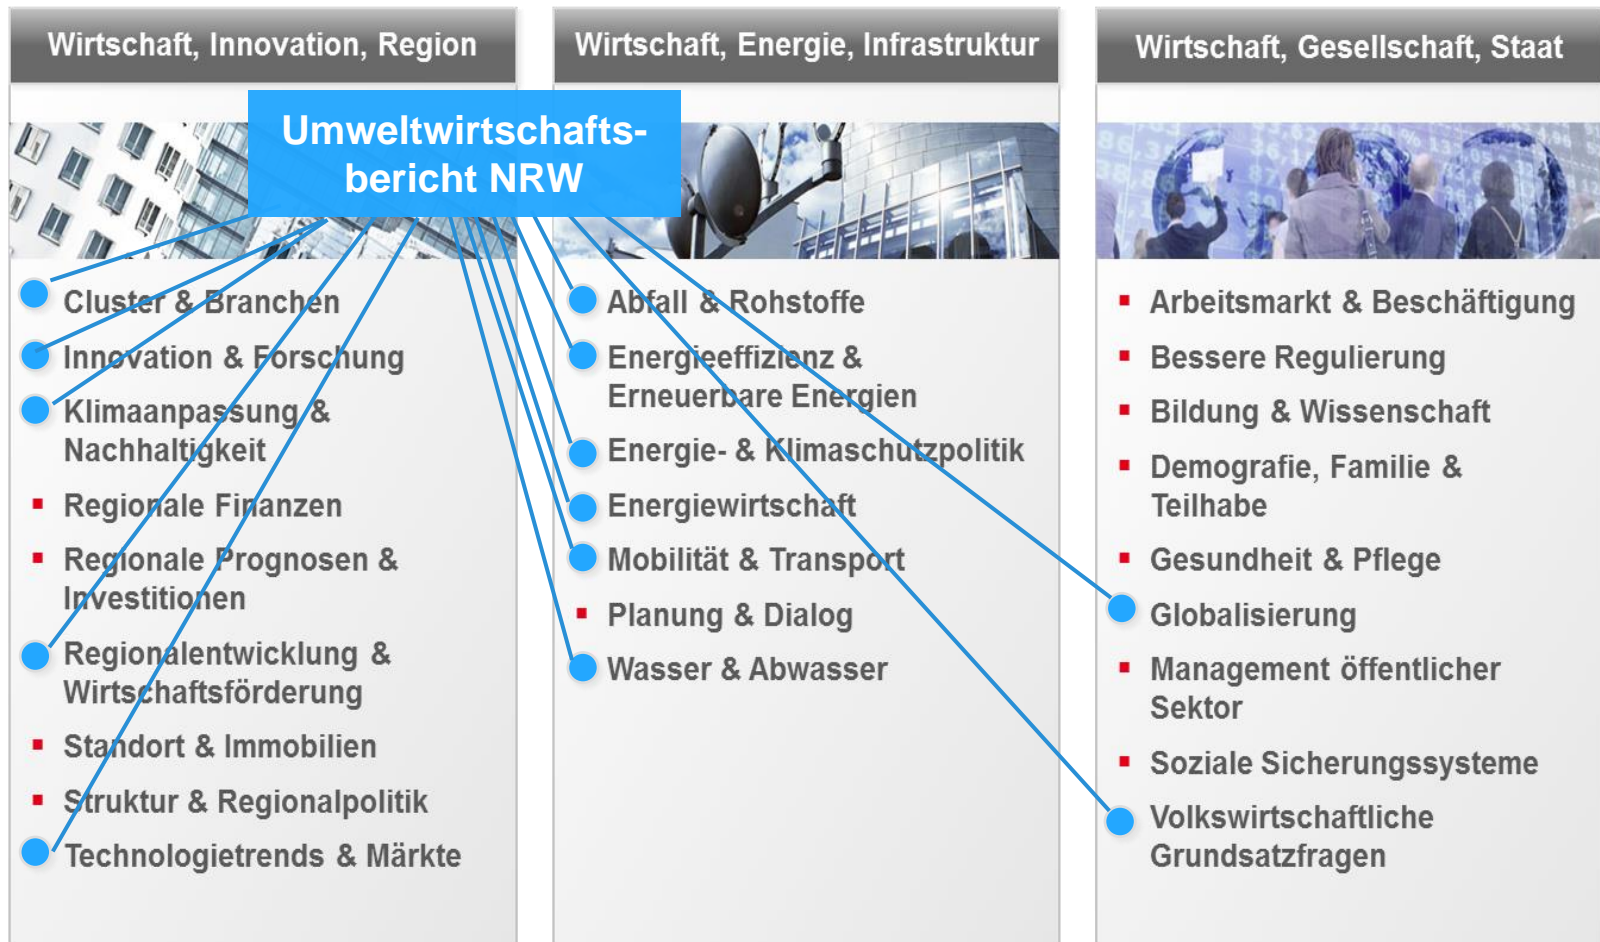 Wirtschaft, Innovation, Region
Wirtschaft, Energie, Infrastruktur
Wirtschaft, Gesellschaft, Staat
Umweltwirtschafts-
bericht NRW
Cluster & Branchen
Innovation & Forschung
Klimaanpassung &
Nachhaltigkeit
Regionale Finanzen
Regionale Prognosen &
Investitionen
Regionalentwicklung &
Wirtschaftsförderung
Standort & Immobilien
Struktur & Regionalpolitik
Technologietrends & Märkte
Abfall & Rohstoffe
Energieeffizienz &
Erneuerbare Energien
Energie- & Klimaschutzpolitik
Energiewirtschaft
Mobilität & Transport
Planung & Dialog
Wasser & Abwasser
Arbeitsmarkt & Beschäftigung
Bessere Regulierung
Bildung & Wissenschaft
Demografie, Familie &
Teilhabe
Gesundheit & Pflege
Globalisierung
Management öffentlicher
Sektor
Soziale Sicherungssysteme
Volkswirtschaftliche
Grundsatzfragen